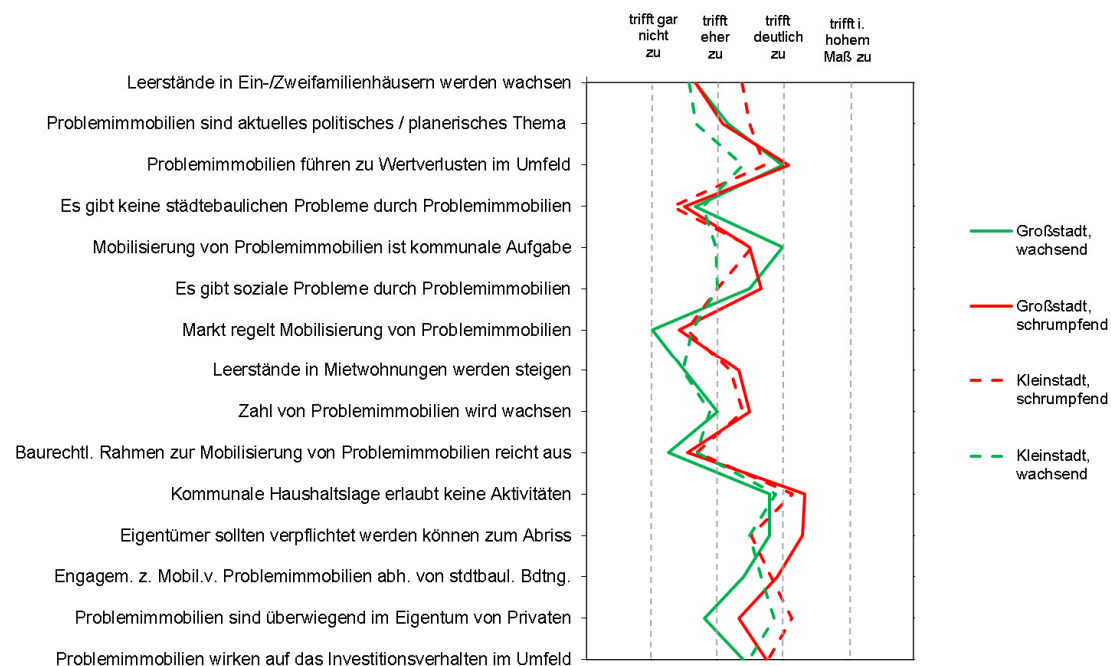 trifft gar
nicht
zu
trifft
eher
zu
trifft
deutlich
zu
trifft i.
hohem
Maß zu
Leerstände in Ein-/Zweifamilienhäusern werden wachsen
Problemimmobilien sind aktuelles politisches / planerisches Thema
Problemimmobilien führen zu Wertverlusten im Umfeld
Es gibt keine städtebaulichen Probleme durch Problemimmobilien
Mobilisierung von Problemimmobilien ist kommunale Aufgabe
Es gibt soziale Probleme durch Problemimmobilien
Markt regelt Mobilisierung von Problemimmobilien
Leerstände in Mietwohnungen werden steigen
Zahl von Problemimmobilien wird wachsen
Baurechtl. Rahmen zur Mobilisierung von Problemimmobilien reicht aus
Kommunale Haushaltslage erlaubt keine Aktivitäten
Eigentümer sollten verpflichtet werden können zum Abriss
Engagem. z. Mobil.v. Problemimmobilien abh. von stdtbaul. Bdtng.
Problemimmobilien sind überwiegend im Eigentum von Privaten
Problemimmobilien wirken auf das Investitionsverhalten im Umfeld
Großstadt,
wachsend
Großstadt,
schrumpfend
Kleinstadt,
schrumpfend
Kleinstadt,
wachsend